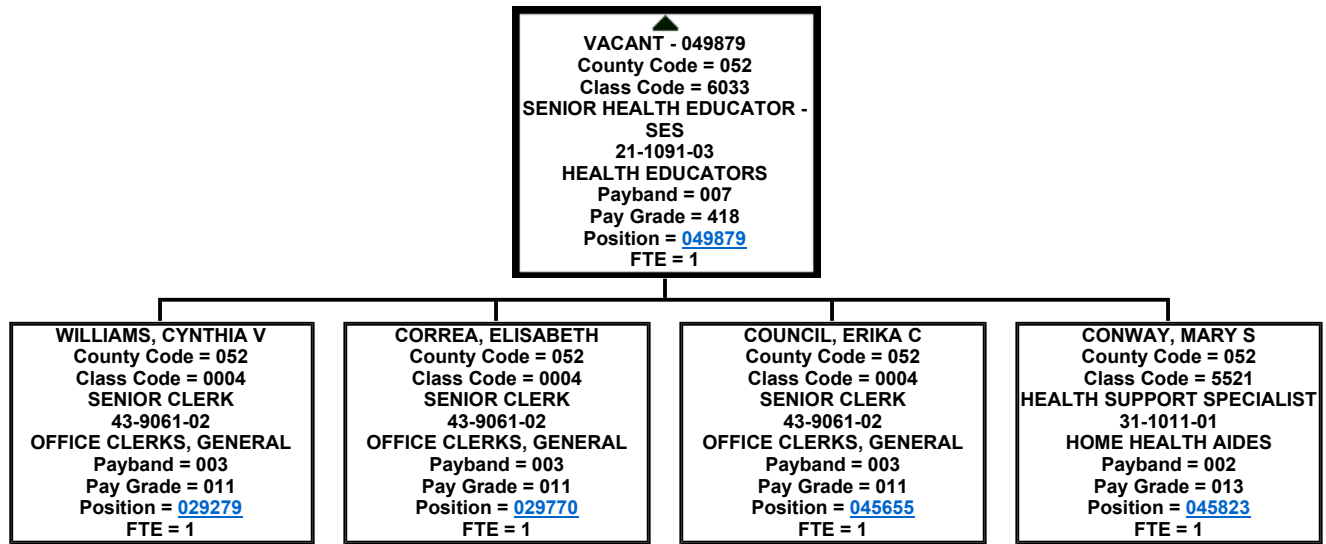 VACANT - 049879
County Code = 052
Class Code = 6033
SENIOR HEALTH EDUCATOR -
SES
21-1091-03
HEALTH EDUCATORS
Payband = 007
Pay Grade = 418
Position = 049879
FTE = 1
WILLIAMS, CYNTHIA V
County Code = 052
Class Code = 0004
SENIOR CLERK
43-9061-02
OFFICE CLERKS, GENERAL
Payband = 003
Pay Grade = 011
Position = 029279
FTE = 1
CORREA, ELISABETH
County Code = 052
Class Code = 0004
SENIOR CLERK
43-9061-02
OFFICE CLERKS, GENERAL
Payband = 003
Pay Grade = 011
Position = 029770
FTE = 1
COUNCIL, ERIKA C
County Code = 052
Class Code = 0004
SENIOR CLERK
43-9061-02
OFFICE CLERKS, GENERAL
Payband = 003
Pay Grade = 011
Position = 045655
FTE = 1
CONWAY, MARY S
County Code = 052
Class Code = 5521
HEALTH SUPPORT SPECIALIST
31-1011-01
HOME HEALTH AIDES
Payband = 002
Pay Grade = 013
Position = 045823
FTE = 1